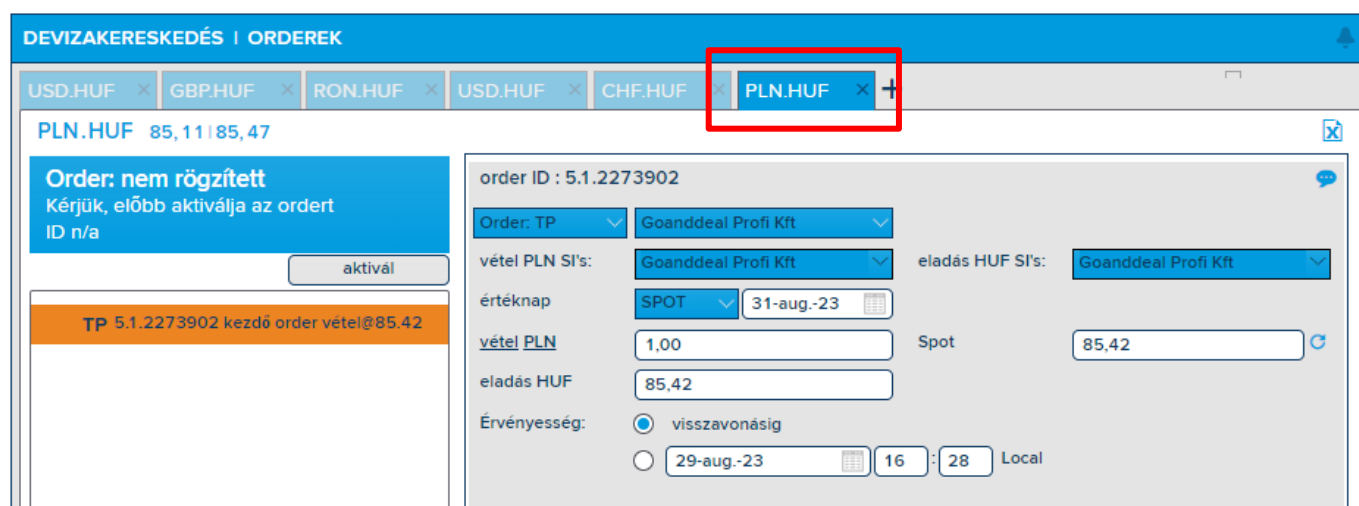 DEVIZAKERESKEDÉS | ORDEREK
USD.HUF × GBP.HUF × RON.HUF × USD.HUF × CHF.HUF × PLN.HUF × +
PLN.HUF 85,11|85,47
Order: nem rögzített
Kérjük, előbb aktiválja az ordert
ID n/a
aktivál
TP 5.1.2273902 kezdő order vétel@85.42
order ID : 5.1.2273902
Order: TP Goanddeal Profi Kft
vétel PLN SI's: Goanddeal Profi Kft eladás HUF SI's: Goanddeal Profi Kft
értéknap SPOT 31-aug.-23
vétel PLN 1,00 Spot 85,42
eladás HUF 85,42
Érvényesség: visszavonásig
29-aug.-23 16 : 28 Local